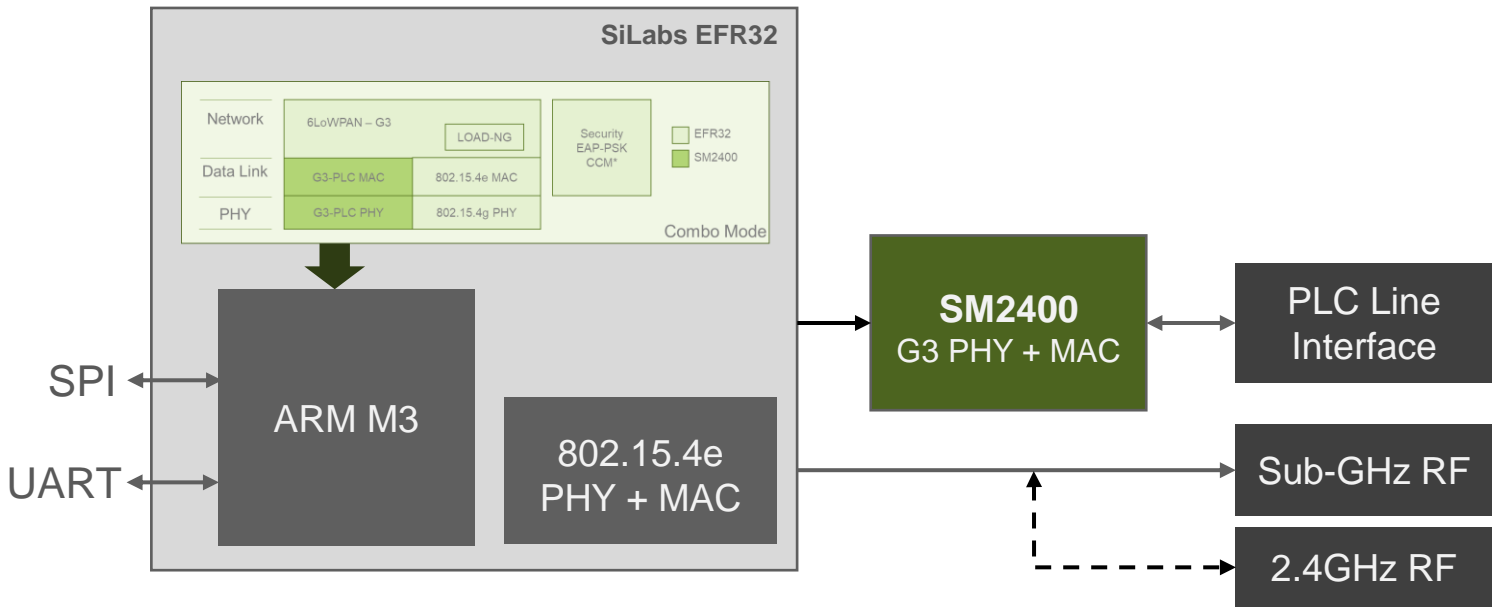 SiLabs EFR32
Network
6LoWPAN – G3
LOAD-NG
Security
EAP-PSK
CCM*
EFR32
SM2400
Data Link
G3-PLC MAC
802.15.4e MAC
PHY
G3-PLC PHY
802.15.4g PHY
Combo Mode
SM2400
G3 PHY + MAC
PLC Line
Interface
SPI
ARM M3
UART
802.15.4e
PHY + MAC
Sub-GHz RF
2.4GHz RF